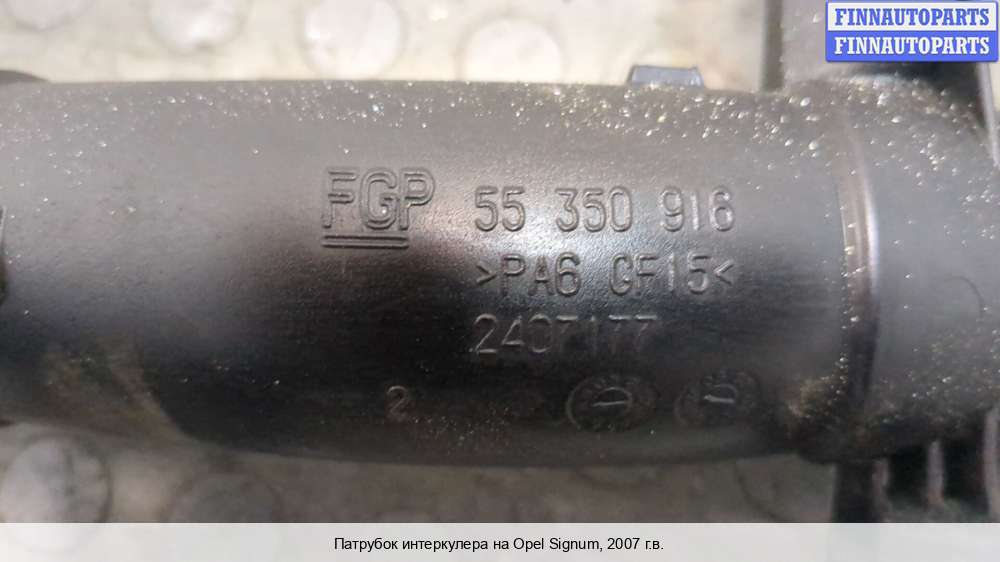 FINNAUTOPARTS
FINNAUTOPARTS
FGP 55 350 916
>PA6 GF15<
2407177
2
Патрубок интеркулера на Opel Signum, 2007 г.в.